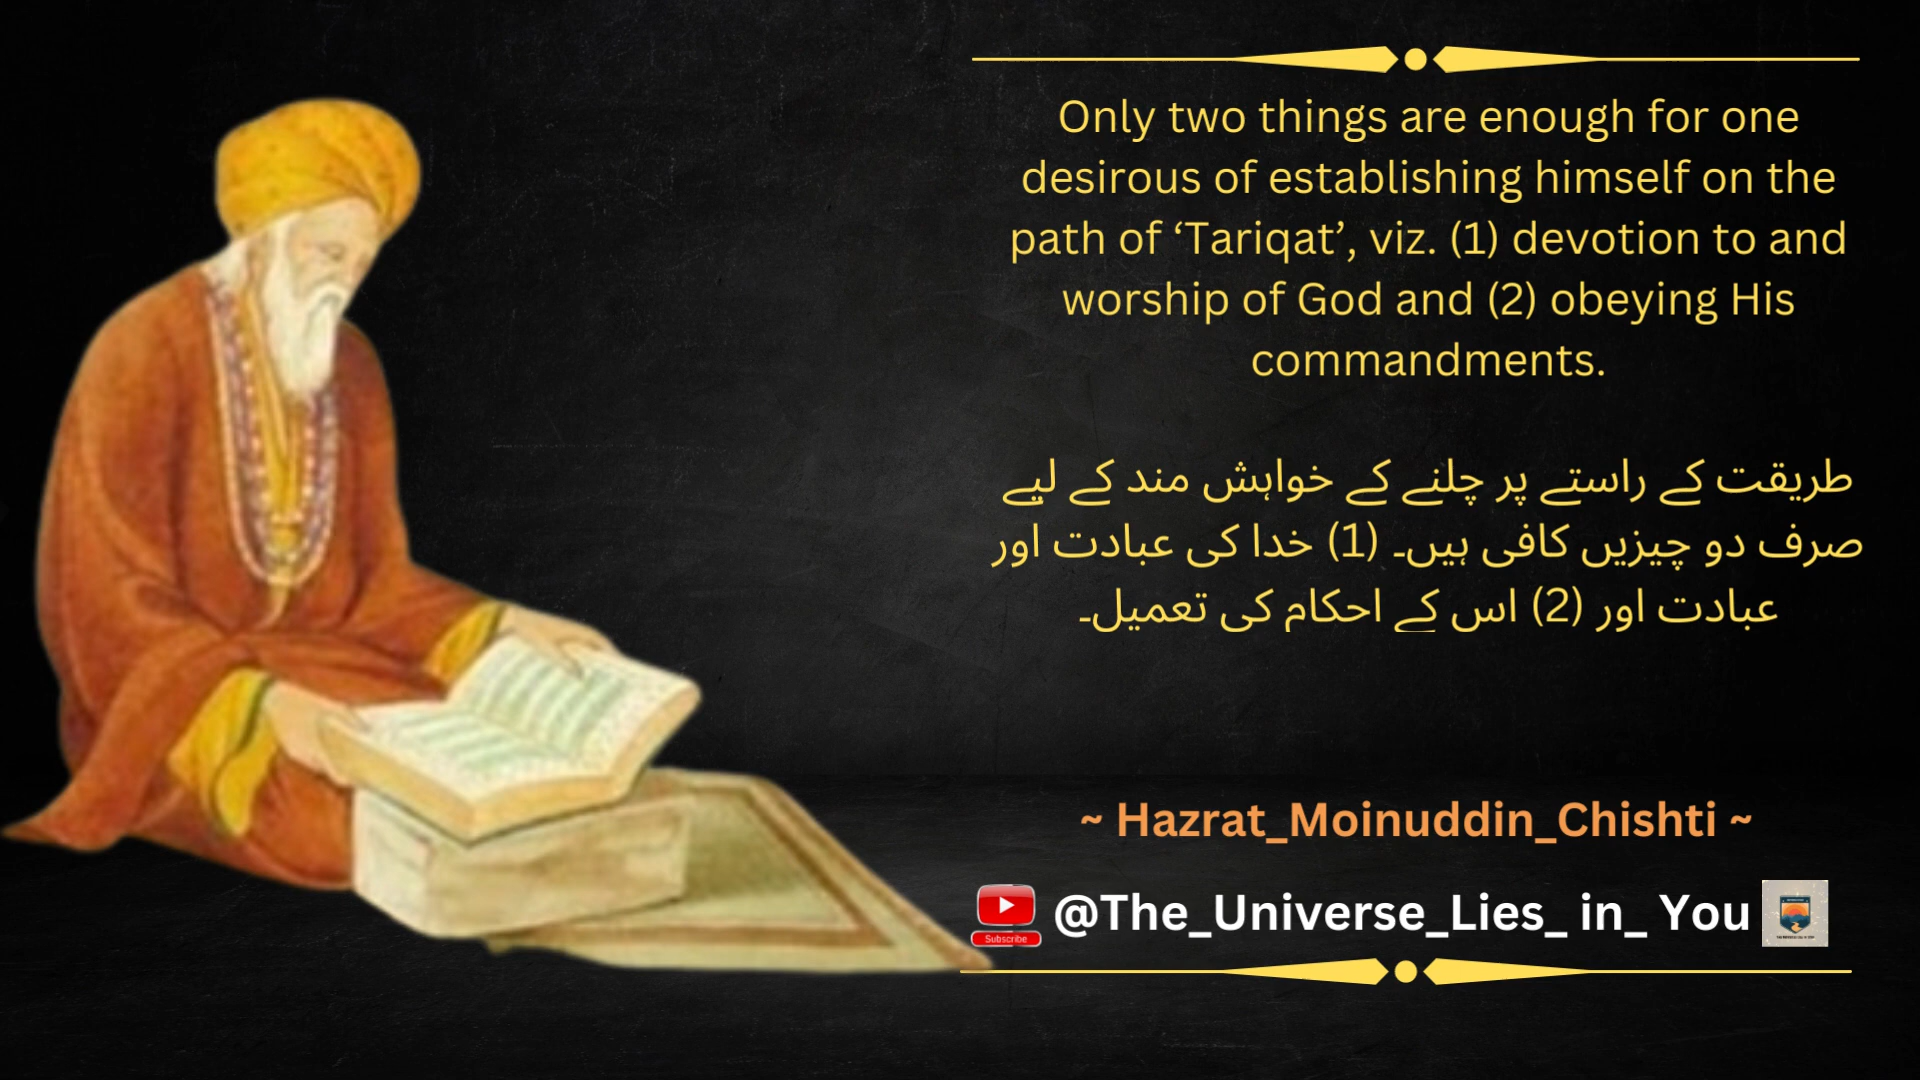 Only two things are enough for one
desirous of establishing himself on the
path of ‘Tariqat’, viz. (1) devotion to and
worship of God and (2) obeying His
commandments.
طریقت کے راستے پر چلنے کے خواہش مند کے لیے
صرف دو چیزیں کافی ہیں۔ (1) خدا کی عبادت اور
عبادت اور (2) اس کے احکام کی تعمیل۔
~ Hazrat_Moinuddin_Chishti ~
Subscribe
@The_Universe_Lies_ in_ You